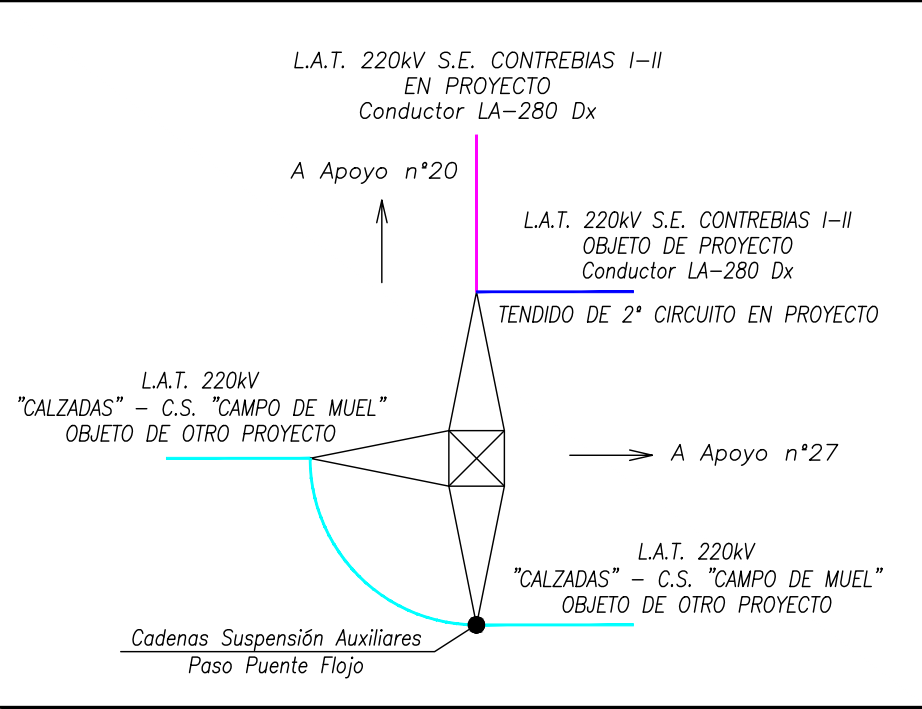 L.A.T. 220kV S.E. CONTREBIAS I-II
EN PROYECTO
Conductor LA-280 Dx
A Apoyo nº20
L.A.T. 220kV S.E. CONTREBIAS I-II
OBJETO DE PROYECTO
Conductor LA-280 Dx
TENDIDO DE 2º CIRCUITO EN PROYECTO
L.A.T. 220kV
"CALZADAS" - C.S. "CAMPO DE MUEL"
OBJETO DE OTRO PROYECTO
A Apoyo nº27
L.A.T. 220kV
"CALZADAS" - C.S. "CAMPO DE MUEL"
OBJETO DE OTRO PROYECTO
Cadenas Suspensión Auxiliares
Paso Puente Flojo